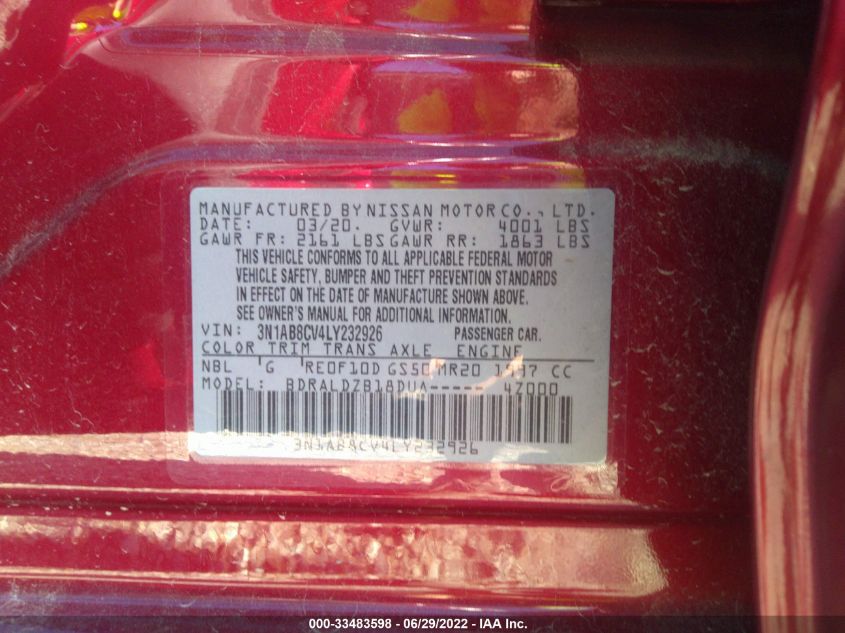 MANUFACTURED BY NISSAN MOTOR CO., LTD.
DATE: 03/20. GVWR: 4001 LBS
GAWR FR: 2161 LBS GAWR RR: 1863 LBS
THIS VEHICLE CONFORMS TO ALL APPLICABLE FEDERAL MOTOR
VEHICLE SAFETY, BUMPER AND THEFT PREVENTION STANDARDS
IN EFFECT ON THE DATE OF MANUFACTURE SHOWN ABOVE.
SEE OWNER'S MANUAL FOR ADDITIONAL INFORMATION.
VIN: 3N1AB8CV4LY232926 PASSENGER CAR.
COLOR TRIM TRANS AXLE ENGINE
NBL G RE0F10D GS50 MR20 1997 CC
MODEL: BDRALDZB18DUA----- 4Z000
3N1AB8CV4LY232926
000-33483598 - 06/29/2022 - IAA Inc.